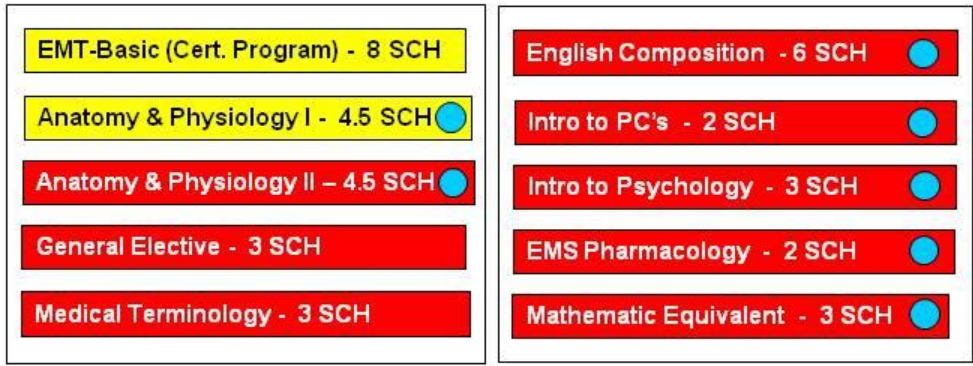 EMT-Basic (Cert. Program) - 8 SCH
Anatomy & Physiology I - 4.5 SCH
Anatomy & Physiology II – 4.5 SCH
General Elective - 3 SCH
Medical Terminology - 3 SCH
English Composition - 6 SCH
Intro to PC's - 2 SCH
Intro to Psychology - 3 SCH
EMS Pharmacology - 2 SCH
Mathematic Equivalent - 3 SCH